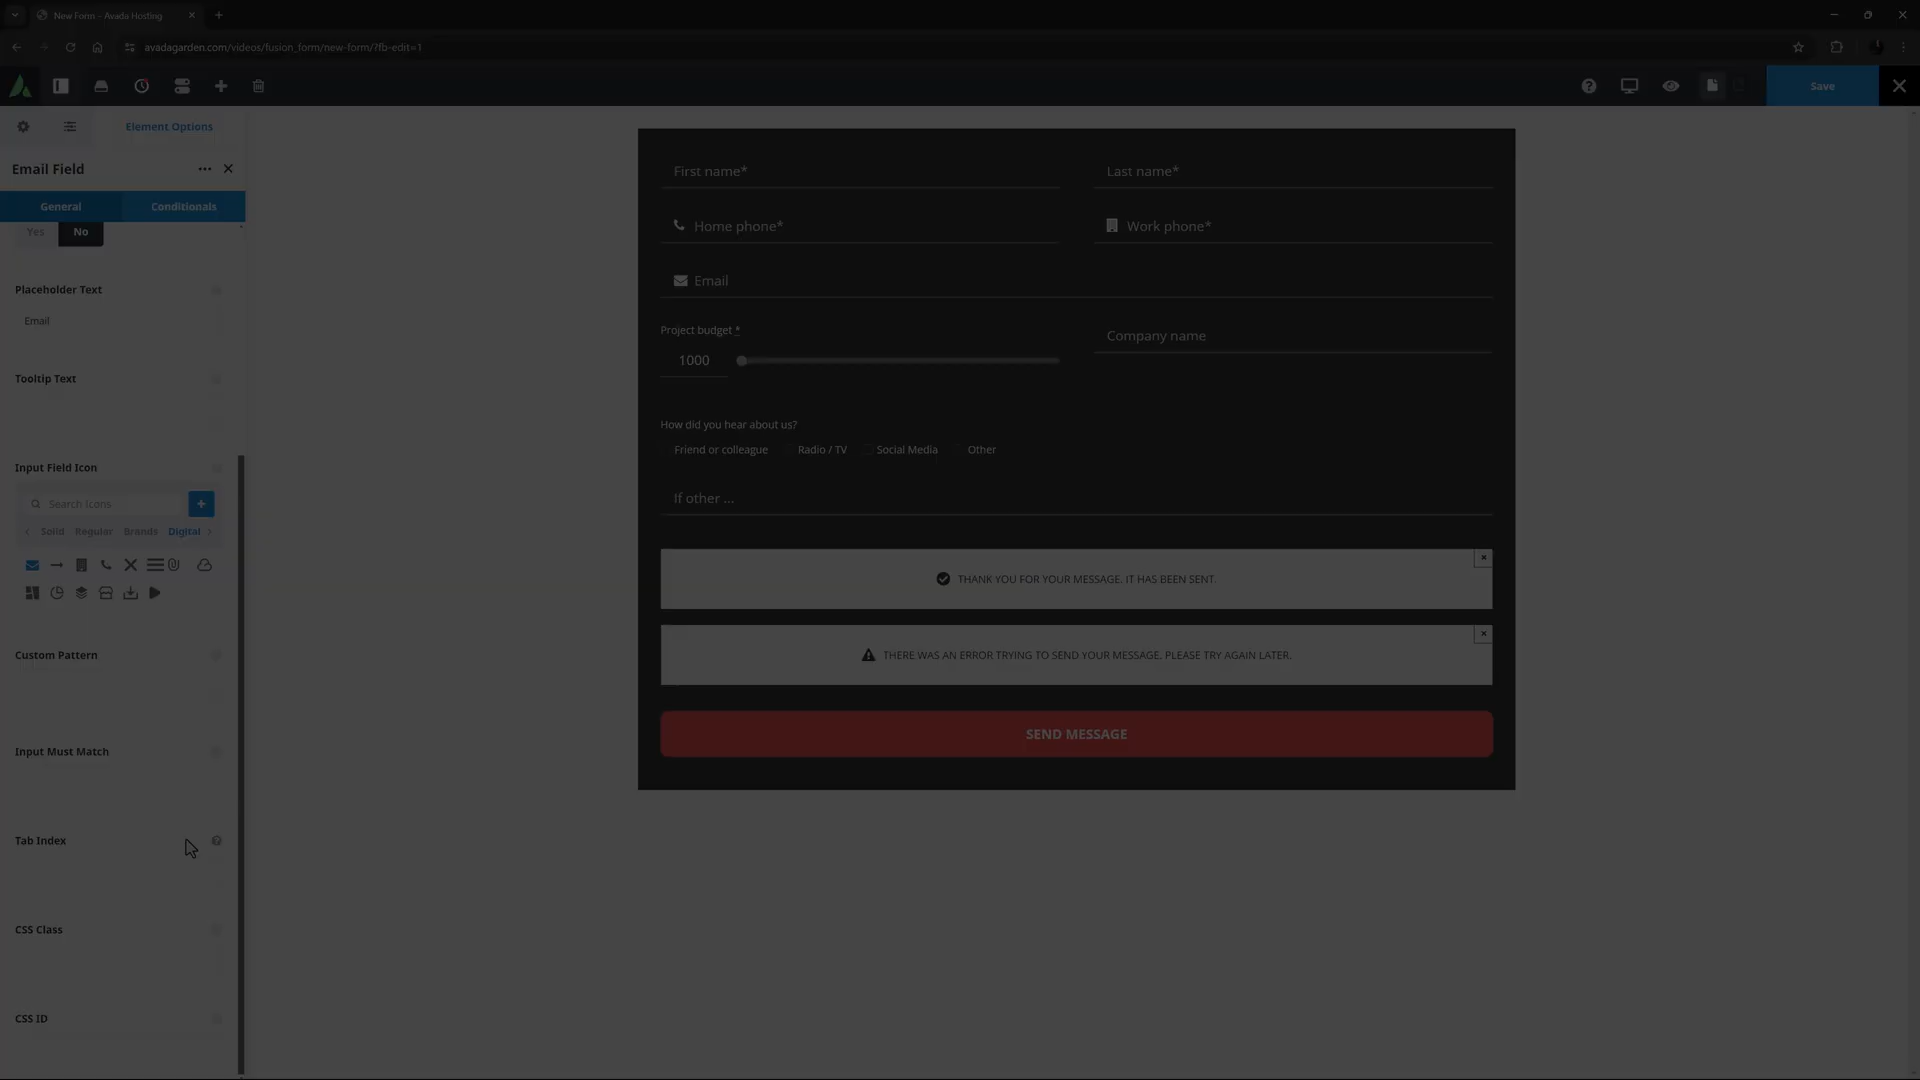 New Form – Avada Hosting
avadagarden.com/videos/fusion_form/new-form/?fb-edit=1
Save
Element Options
Email Field
General
Conditionals
Yes
No
Placeholder Text
Email
Tooltip Text
Input Field Icon
Search Icons
Solid
Regular
Brands
Digital
Custom Pattern
Input Must Match
Tab Index
CSS Class
CSS ID
First name*
Last name*
Home phone*
Work phone*
Email
Project budget *
Company name
1000
How did you hear about us?
Friend or colleague
Radio / TV
Social Media
Other
If other ...
THANK YOU FOR YOUR MESSAGE. IT HAS BEEN SENT.
THERE WAS AN ERROR TRYING TO SEND YOUR MESSAGE. PLEASE TRY AGAIN LATER.
SEND MESSAGE